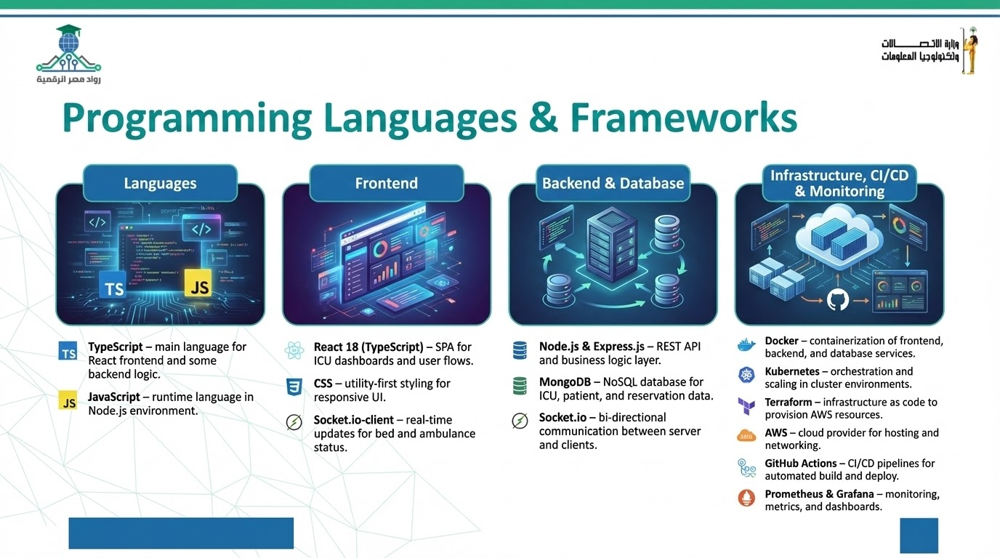 رواد مصر الرقمية
وزارة الاتصالات
وتكنولوجيا المعلومات
Programming Languages & Frameworks
Languages
</>
</>
TS
JS
TS
TypeScript – main language for
React frontend and some
backend logic.
JS
JavaScript – runtime language in
Node.js environment.
Frontend
React 18 (TypeScript) – SPA for
ICU dashboards and user flows.
CSS – utility-first styling for
responsive UI.
Socket.io-client – real-time
updates for bed and ambulance
status.
Backend & Database
Node.js & Express.js – REST API
and business logic layer.
MongoDB – NoSQL database for
ICU, patient, and reservation data.
Socket.io – bi-directional
communication between server
and clients.
Infrastructure, CI/CD
& Monitoring
Docker – containerization of frontend,
backend, and database services.
Kubernetes – orchestration and
scaling in cluster environments.
Terraform – infrastructure as code to
provision AWS resources.
AWS – cloud provider for hosting and
networking.
GitHub Actions – CI/CD pipelines for
automated build and deploy.
Prometheus & Grafana – monitoring,
metrics, and dashboards.